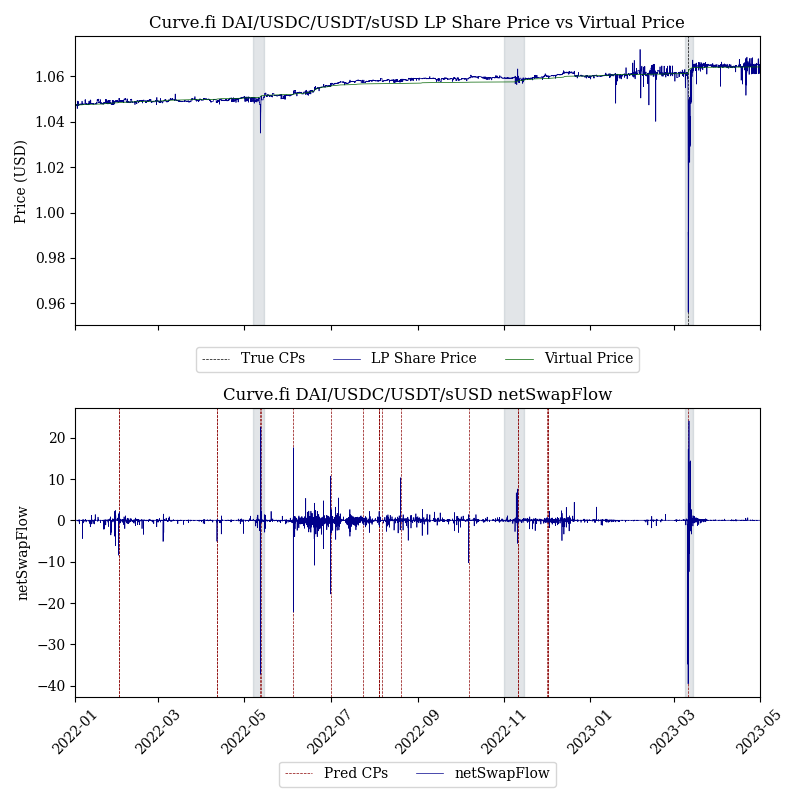 Curve.fi DAI/USDC/USDT/sUSD LP Share Price vs Virtual Price
Price (USD)
1.06
1.04
1.02
1.00
0.98
0.96
True CPs LP Share Price Virtual Price
Curve.fi DAI/USDC/USDT/sUSD netSwapFlow
netSwapFlow
20
10
0
−10
−20
−30
−40
2022-01 2022-03 2022-05 2022-07 2022-09 2022-11 2023-01 2023-03 2023-05
Pred CPs netSwapFlow